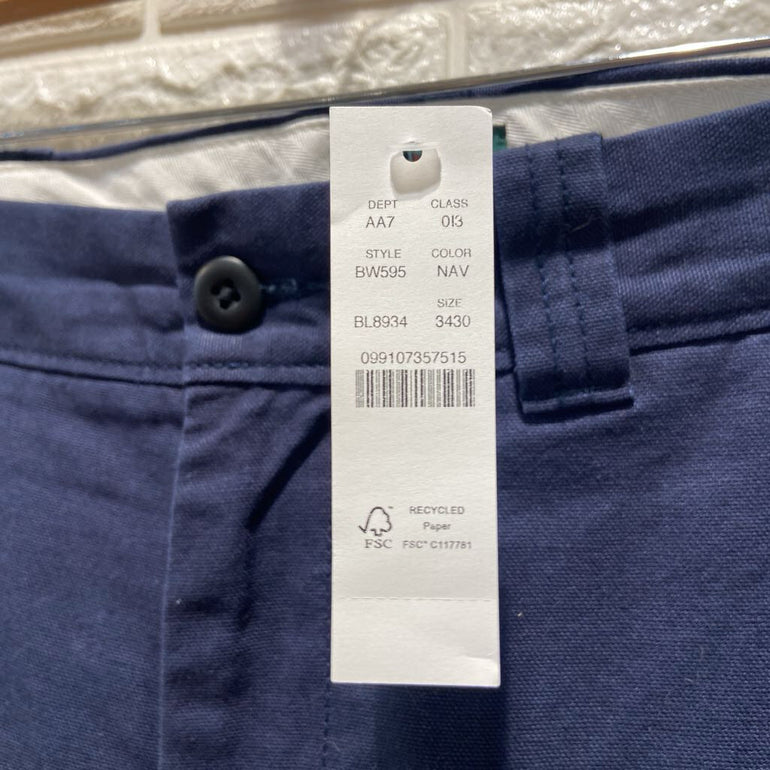 DEPT CLASS
AA7 013
STYLE COLOR
BW595 NAV
SIZE
BL8934 3430
099107357515
RECYCLED
Paper
FSC FSC® C117781